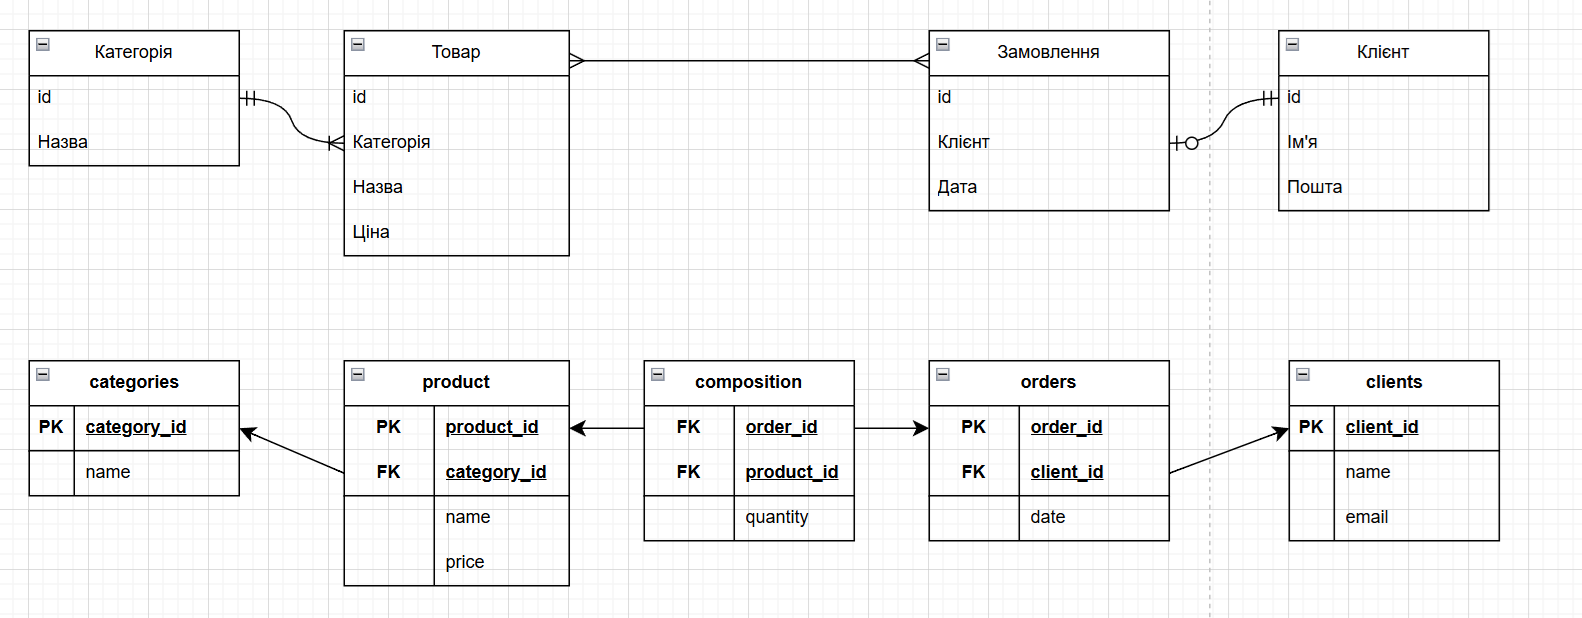 Категорія
id
Назва
Товар
id
Категорія
Назва
Ціна
Замовлення
id
Клієнт
Дата
Клієнт
id
Ім'я
Пошта
categories
PK category_id
name
product
PK product_id
FK category_id
name
price
composition
FK order_id
FK product_id
quantity
orders
PK order_id
FK client_id
date
clients
PK client_id
name
email